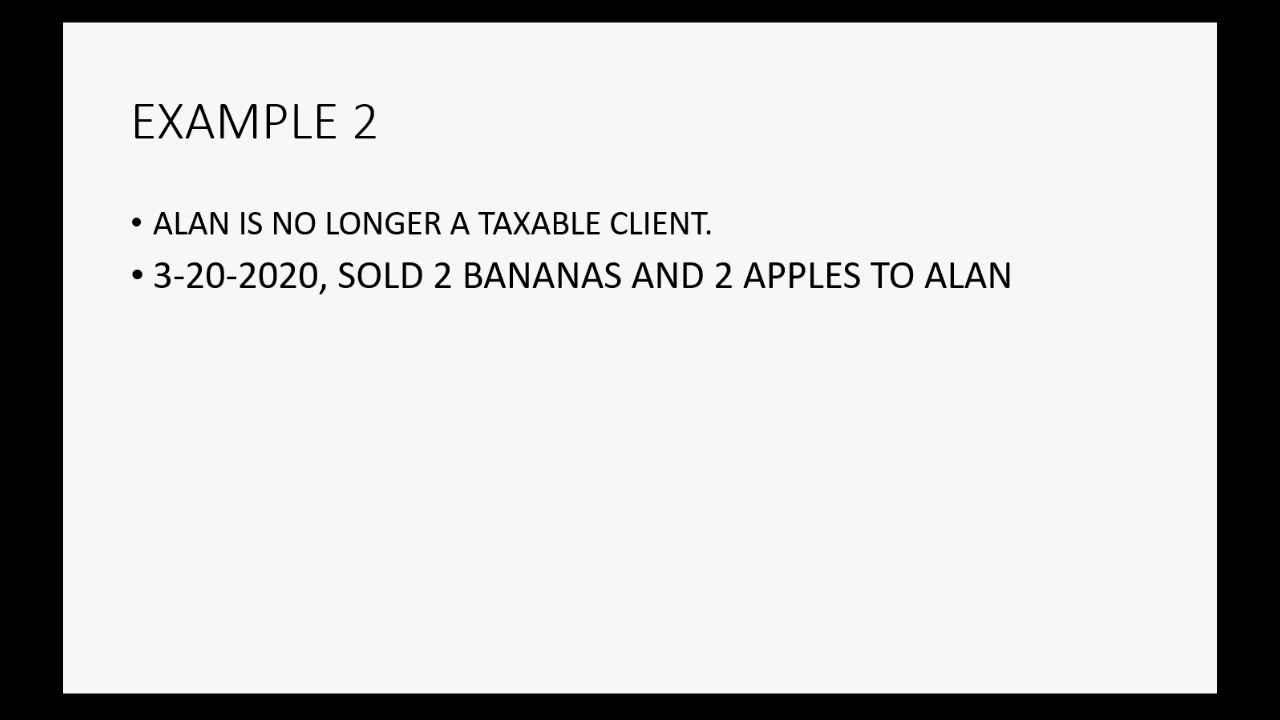 EXAMPLE 2
• ALAN IS NO LONGER A TAXABLE CLIENT.
• 3-20-2020, SOLD 2 BANANAS AND 2 APPLES TO ALAN